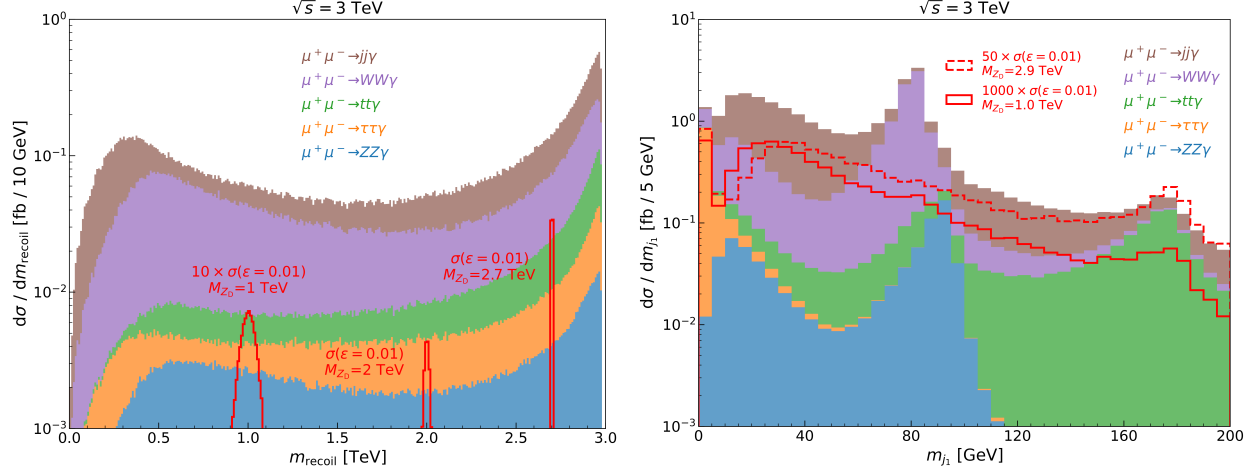 √s = 3 TeV
dσ / dm_recoil [fb / 10 GeV]
10⁰
10⁻¹
10⁻²
10⁻³
μ⁺μ⁻→jjγ
μ⁺μ⁻→WWγ
μ⁺μ⁻→ttγ
μ⁺μ⁻→ττγ
μ⁺μ⁻→ZZγ
10 × σ(ε = 0.01)
M_{Z_D}=1 TeV
σ(ε = 0.01)
M_{Z_D}=2 TeV
σ(ε = 0.01)
M_{Z_D}=2.7 TeV
0.0 0.5 1.0 1.5 2.0 2.5 3.0
m_recoil [TeV]
√s = 3 TeV
dσ / dm_{j₁} [fb / 5 GeV]
10¹
10⁰
10⁻¹
10⁻²
10⁻³
50 × σ(ε = 0.01)
M_{Z_D}=2.9 TeV
1000 × σ(ε = 0.01)
M_{Z_D}=1.0 TeV
μ⁺μ⁻→jjγ
μ⁺μ⁻→WWγ
μ⁺μ⁻→ttγ
μ⁺μ⁻→ττγ
μ⁺μ⁻→ZZγ
0 40 80 120 160 200
m_{j₁} [GeV]